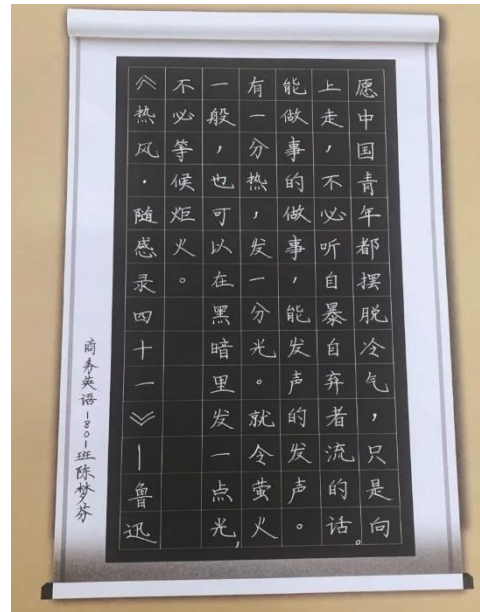 愿中国青年都摆脱冷气，只是向
上走，不必听自暴自弃者流的话。
能做事的做事，能发声的发声。
有一分热，发一分光。就令萤火
一般，也可以在黑暗里发一点光，
不必等候炬火。
《热风·随感录四十一》—鲁迅
商务英语1801班陈梦芬